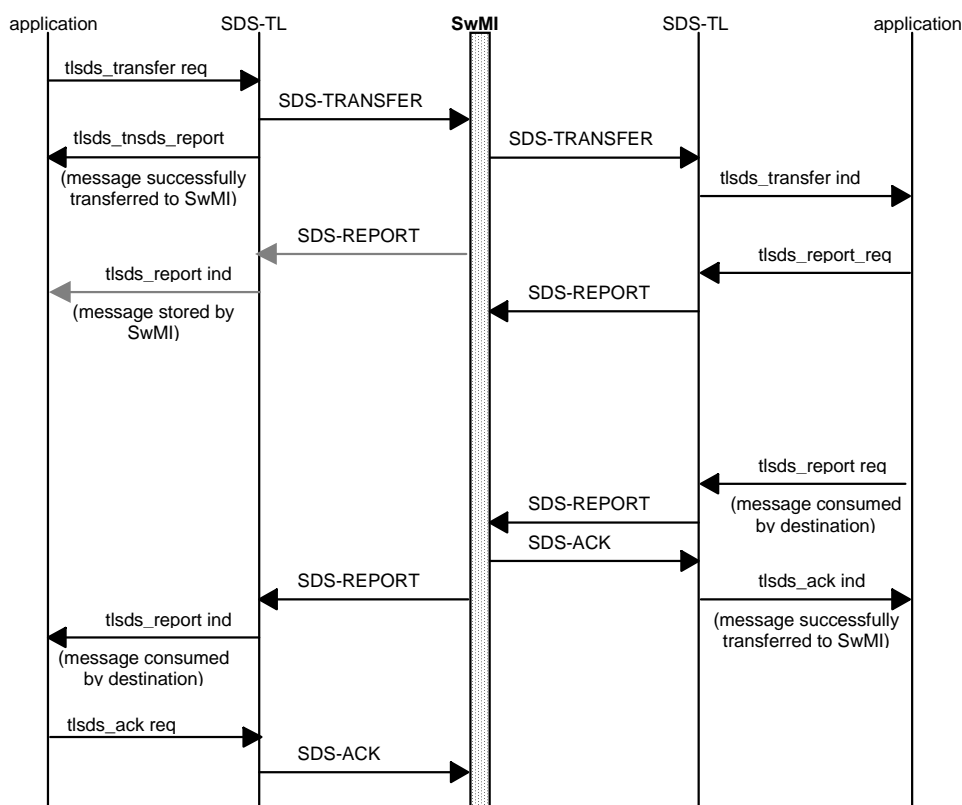 application
SDS-TL
SwMI
SDS-TL
application
tlsds_transfer req
SDS-TRANSFER
tlsds_tnsds_report
SDS-TRANSFER
(message successfully
transferred to SwMI)
tlsds_transfer ind
SDS-REPORT
tlsds_report_req
tlsds_report ind
SDS-REPORT
(message stored by
SwMI)
tlsds_report req
SDS-REPORT
(message consumed
by destination)
SDS-ACK
SDS-REPORT
tlsds_ack ind
tlsds_report ind
(message successfully
transferred to SwMI)
(message consumed
by destination)
tlsds_ack req
SDS-ACK